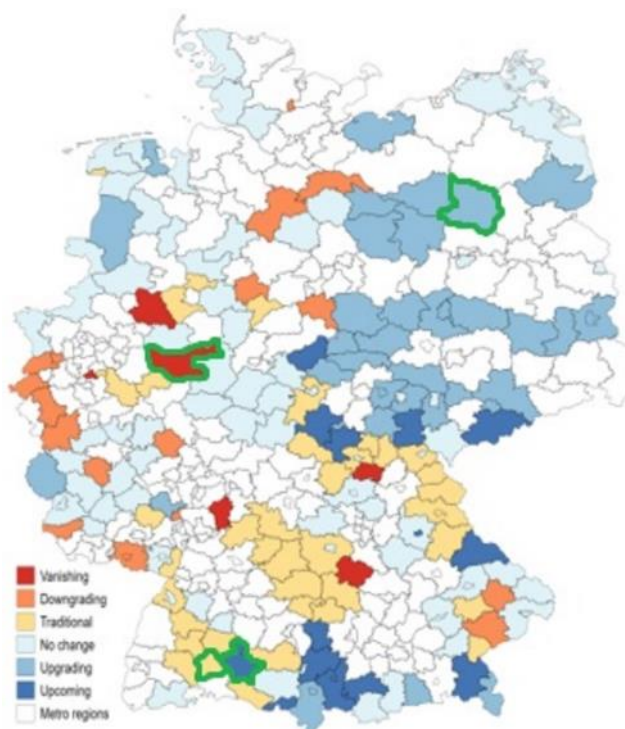 Vanishing
Downgrading
Traditional
No change
Upgrading
Upcoming
Metro regions